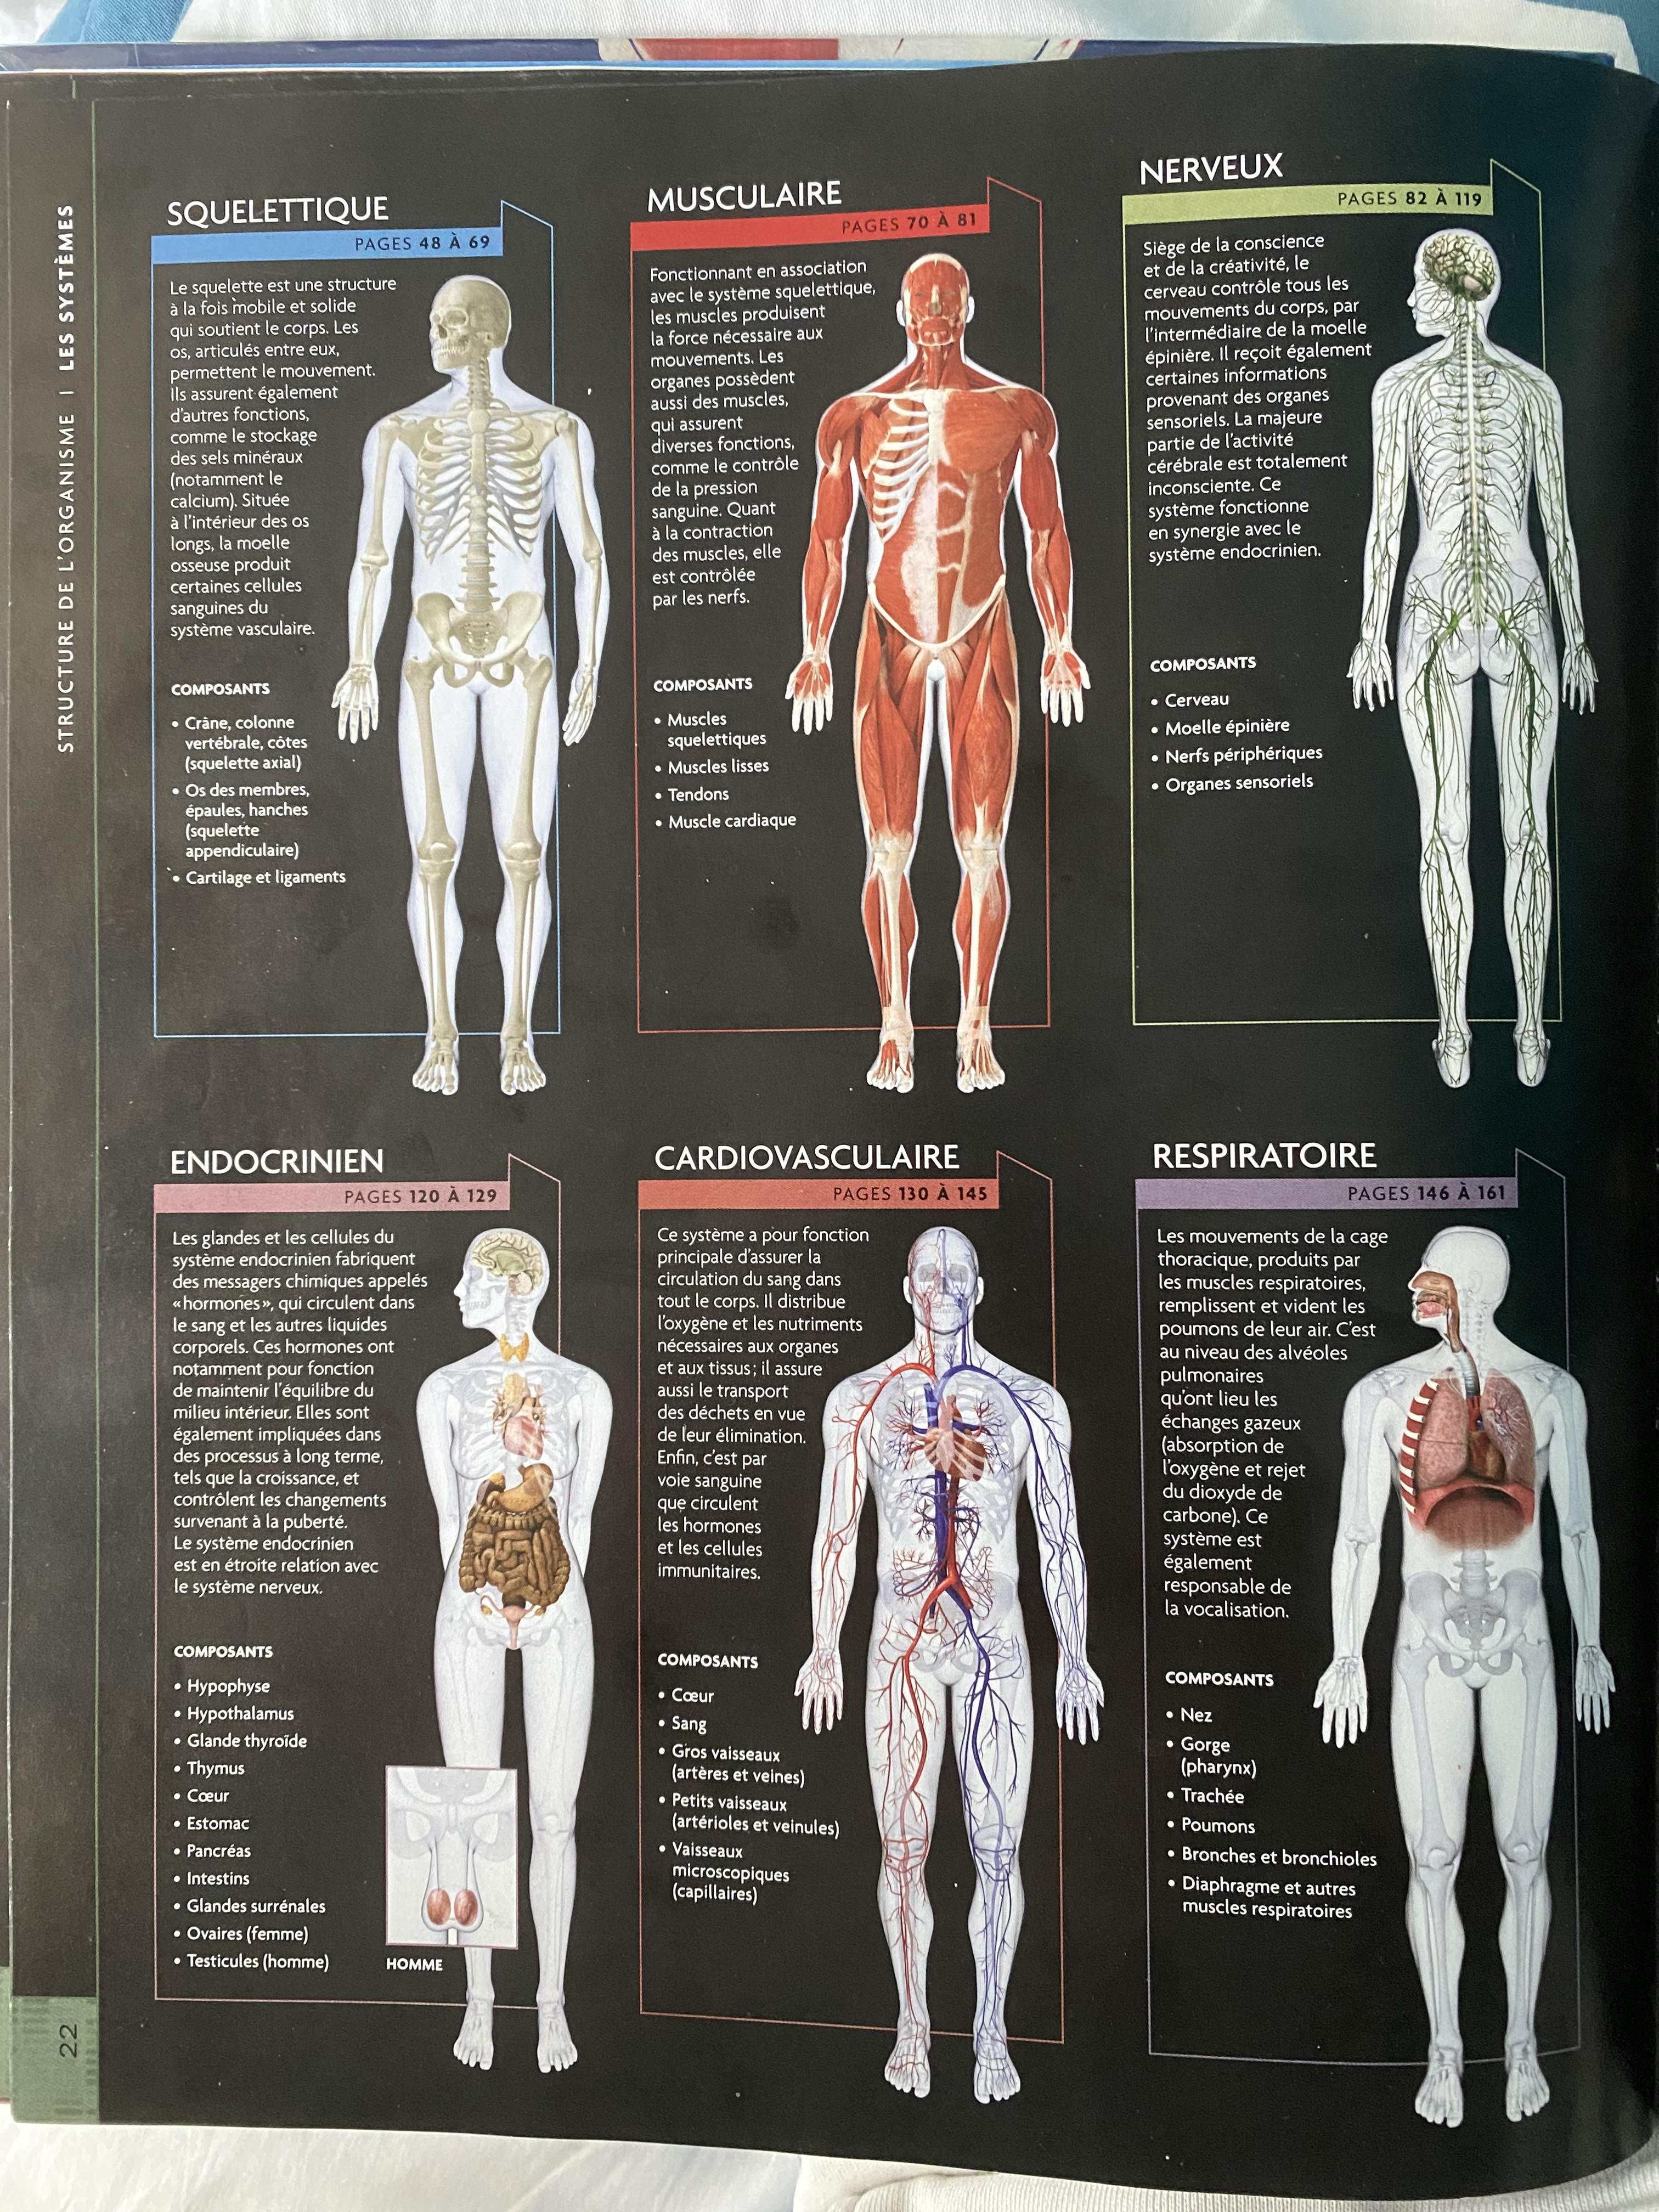 STRUCTURE DE L'ORGANISME | LES SYSTÈMES
SQUELETTIQUE
PAGES 48 À 69
Le squelette est une structure
à la fois mobile et solide
qui soutient le corps. Les
os, articulés entre eux,
permettent le mouvement.
Ils assurent également
d'autres fonctions,
comme le stockage
des sels minéraux
(notamment le
calcium). Située
à l'intérieur des os
longs, la moelle
osseuse produit
certaines cellules
sanguines du
système vasculaire.
COMPOSANTS
• Crâne, colonne
vertébrale, côtes
(squelette axial)
• Os des membres,
épaules, hanches
(squelette
appendiculaire)
• Cartilage et ligaments
MUSCULAIRE
PAGES 70 À 81
Fonctionnant en association
avec le système squelettique,
les muscles produisent
la force nécessaire aux
mouvements. Les
organes possèdent
aussi des muscles,
qui assurent
diverses fonctions,
comme le contrôle
de la pression
sanguine. Quant
à la contraction
des muscles, elle
est contrôlée
par les nerfs.
COMPOSANTS
• Muscles
squelettiques
• Muscles lisses
• Tendons
• Muscle cardiaque
NERVEUX
PAGES 82 À 119
Siège de la conscience
et de la créativité, le
cerveau contrôle tous les
mouvements du corps, par
l'intermédiaire de la moelle
épinière. Il reçoit également
certaines informations
provenant des organes
sensoriels. La majeure
partie de l'activité
cérébrale est totalement
inconsciente. Ce
système fonctionne
en synergie avec le
système endocrinien.
COMPOSANTS
• Cerveau
• Moelle épinière
• Nerfs périphériques
• Organes sensoriels
ENDOCRINIEN
PAGES 120 À 129
Les glandes et les cellules du
système endocrinien fabriquent
des messagers chimiques appelés
«hormones», qui circulent dans
le sang et les autres liquides
corporels. Ces hormones ont
notamment pour fonction
de maintenir l'équilibre du
milieu intérieur. Elles sont
également impliquées dans
des processus à long terme,
tels que la croissance, et
contrôlent les changements
survenant à la puberté.
Le système endocrinien
est en étroite relation avec
le système nerveux.
COMPOSANTS
• Hypophyse
• Hypothalamus
• Glande thyroïde
• Thymus
• Cœur
• Estomac
• Pancréas
• Intestins
• Glandes surrénales
• Ovaires (femme)
• Testicules (homme)
HOMME
CARDIOVASCULAIRE
PAGES 130 À 145
Ce système a pour fonction
principale d'assurer la
circulation du sang dans
tout le corps. Il distribue
l'oxygène et les nutriments
nécessaires aux organes
et aux tissus; il assure
aussi le transport
des déchets en vue
de leur élimination.
Enfin, c'est par
voie sanguine
que circulent
les hormones
et les cellules
immunitaires.
COMPOSANTS
• Cœur
• Sang
• Gros vaisseaux
(artères et veines)
• Petits vaisseaux
(artérioles et veinules)
• Vaisseaux
microscopiques
(capillaires)
RESPIRATOIRE
PAGES 146 À 161
Les mouvements de la cage
thoracique, produits par
les muscles respiratoires,
remplissent et vident les
poumons de leur air. C'est
au niveau des alvéoles
pulmonaires
qu'ont lieu les
échanges gazeux
(absorption de
l'oxygène et rejet
du dioxyde de
carbone). Ce
système est
également
responsable de
la vocalisation.
COMPOSANTS
• Nez
• Gorge
(pharynx)
• Trachée
• Poumons
• Bronches et bronchioles
• Diaphragme et autres
muscles respiratoires
22